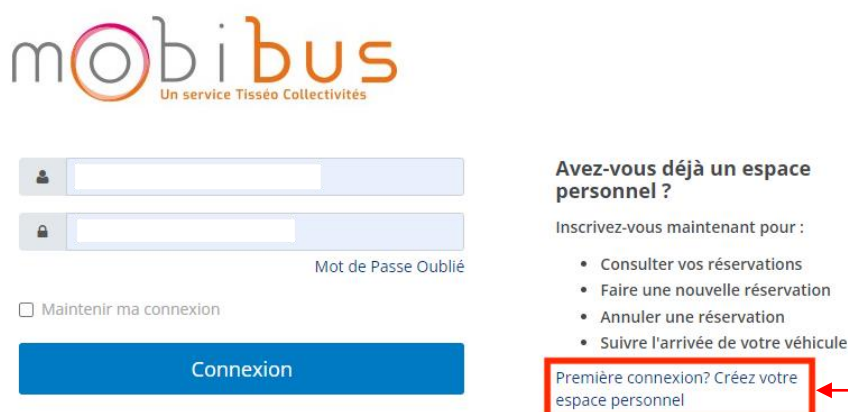 mobibus
Un service Tisséo Collectivités
Mot de Passe Oublié
Maintenir ma connexion
Connexion
Avez-vous déjà un espace
personnel ?
Inscrivez-vous maintenant pour :
• Consulter vos réservations
• Faire une nouvelle réservation
• Annuler une réservation
• Suivre l'arrivée de votre véhicule
Première connexion? Créez votre
espace personnel